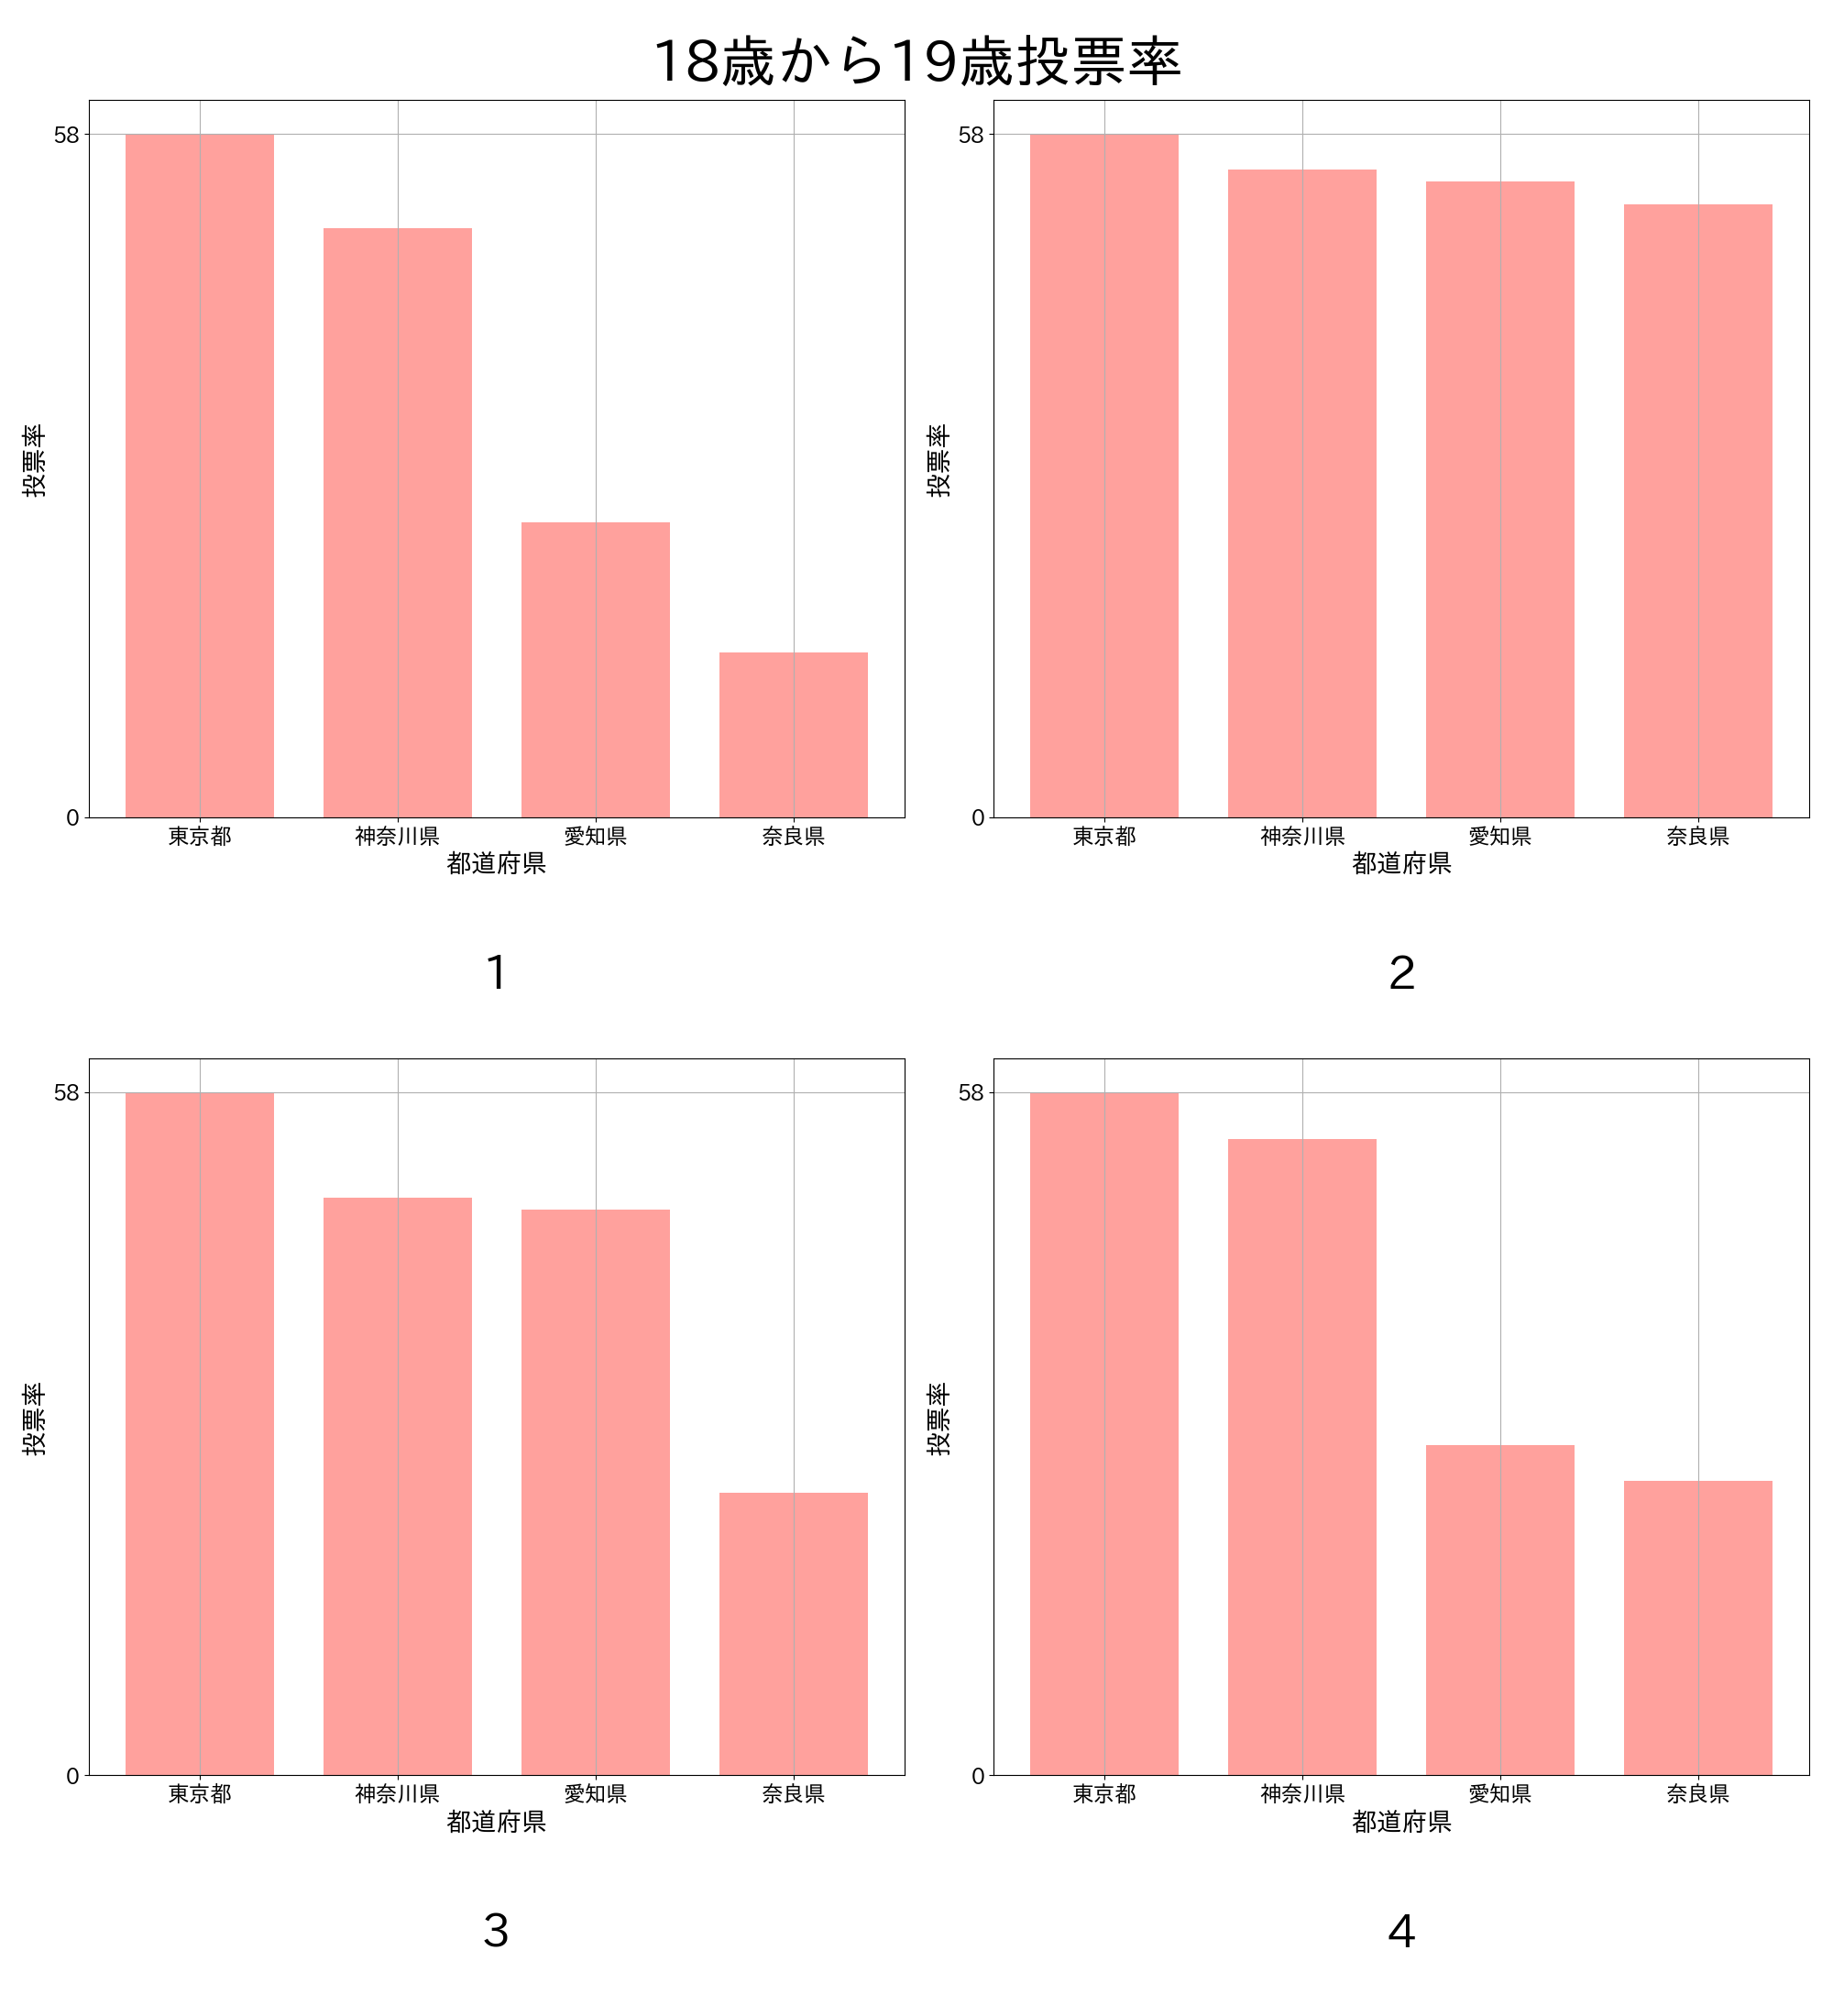 18歳から19歳投票率
58
0
投票率
東京都 神奈川県 愛知県 奈良県
都道府県
1
58
0
投票率
東京都 神奈川県 愛知県 奈良県
都道府県
2
58
0
投票率
東京都 神奈川県 愛知県 奈良県
都道府県
3
58
0
投票率
東京都 神奈川県 愛知県 奈良県
都道府県
4